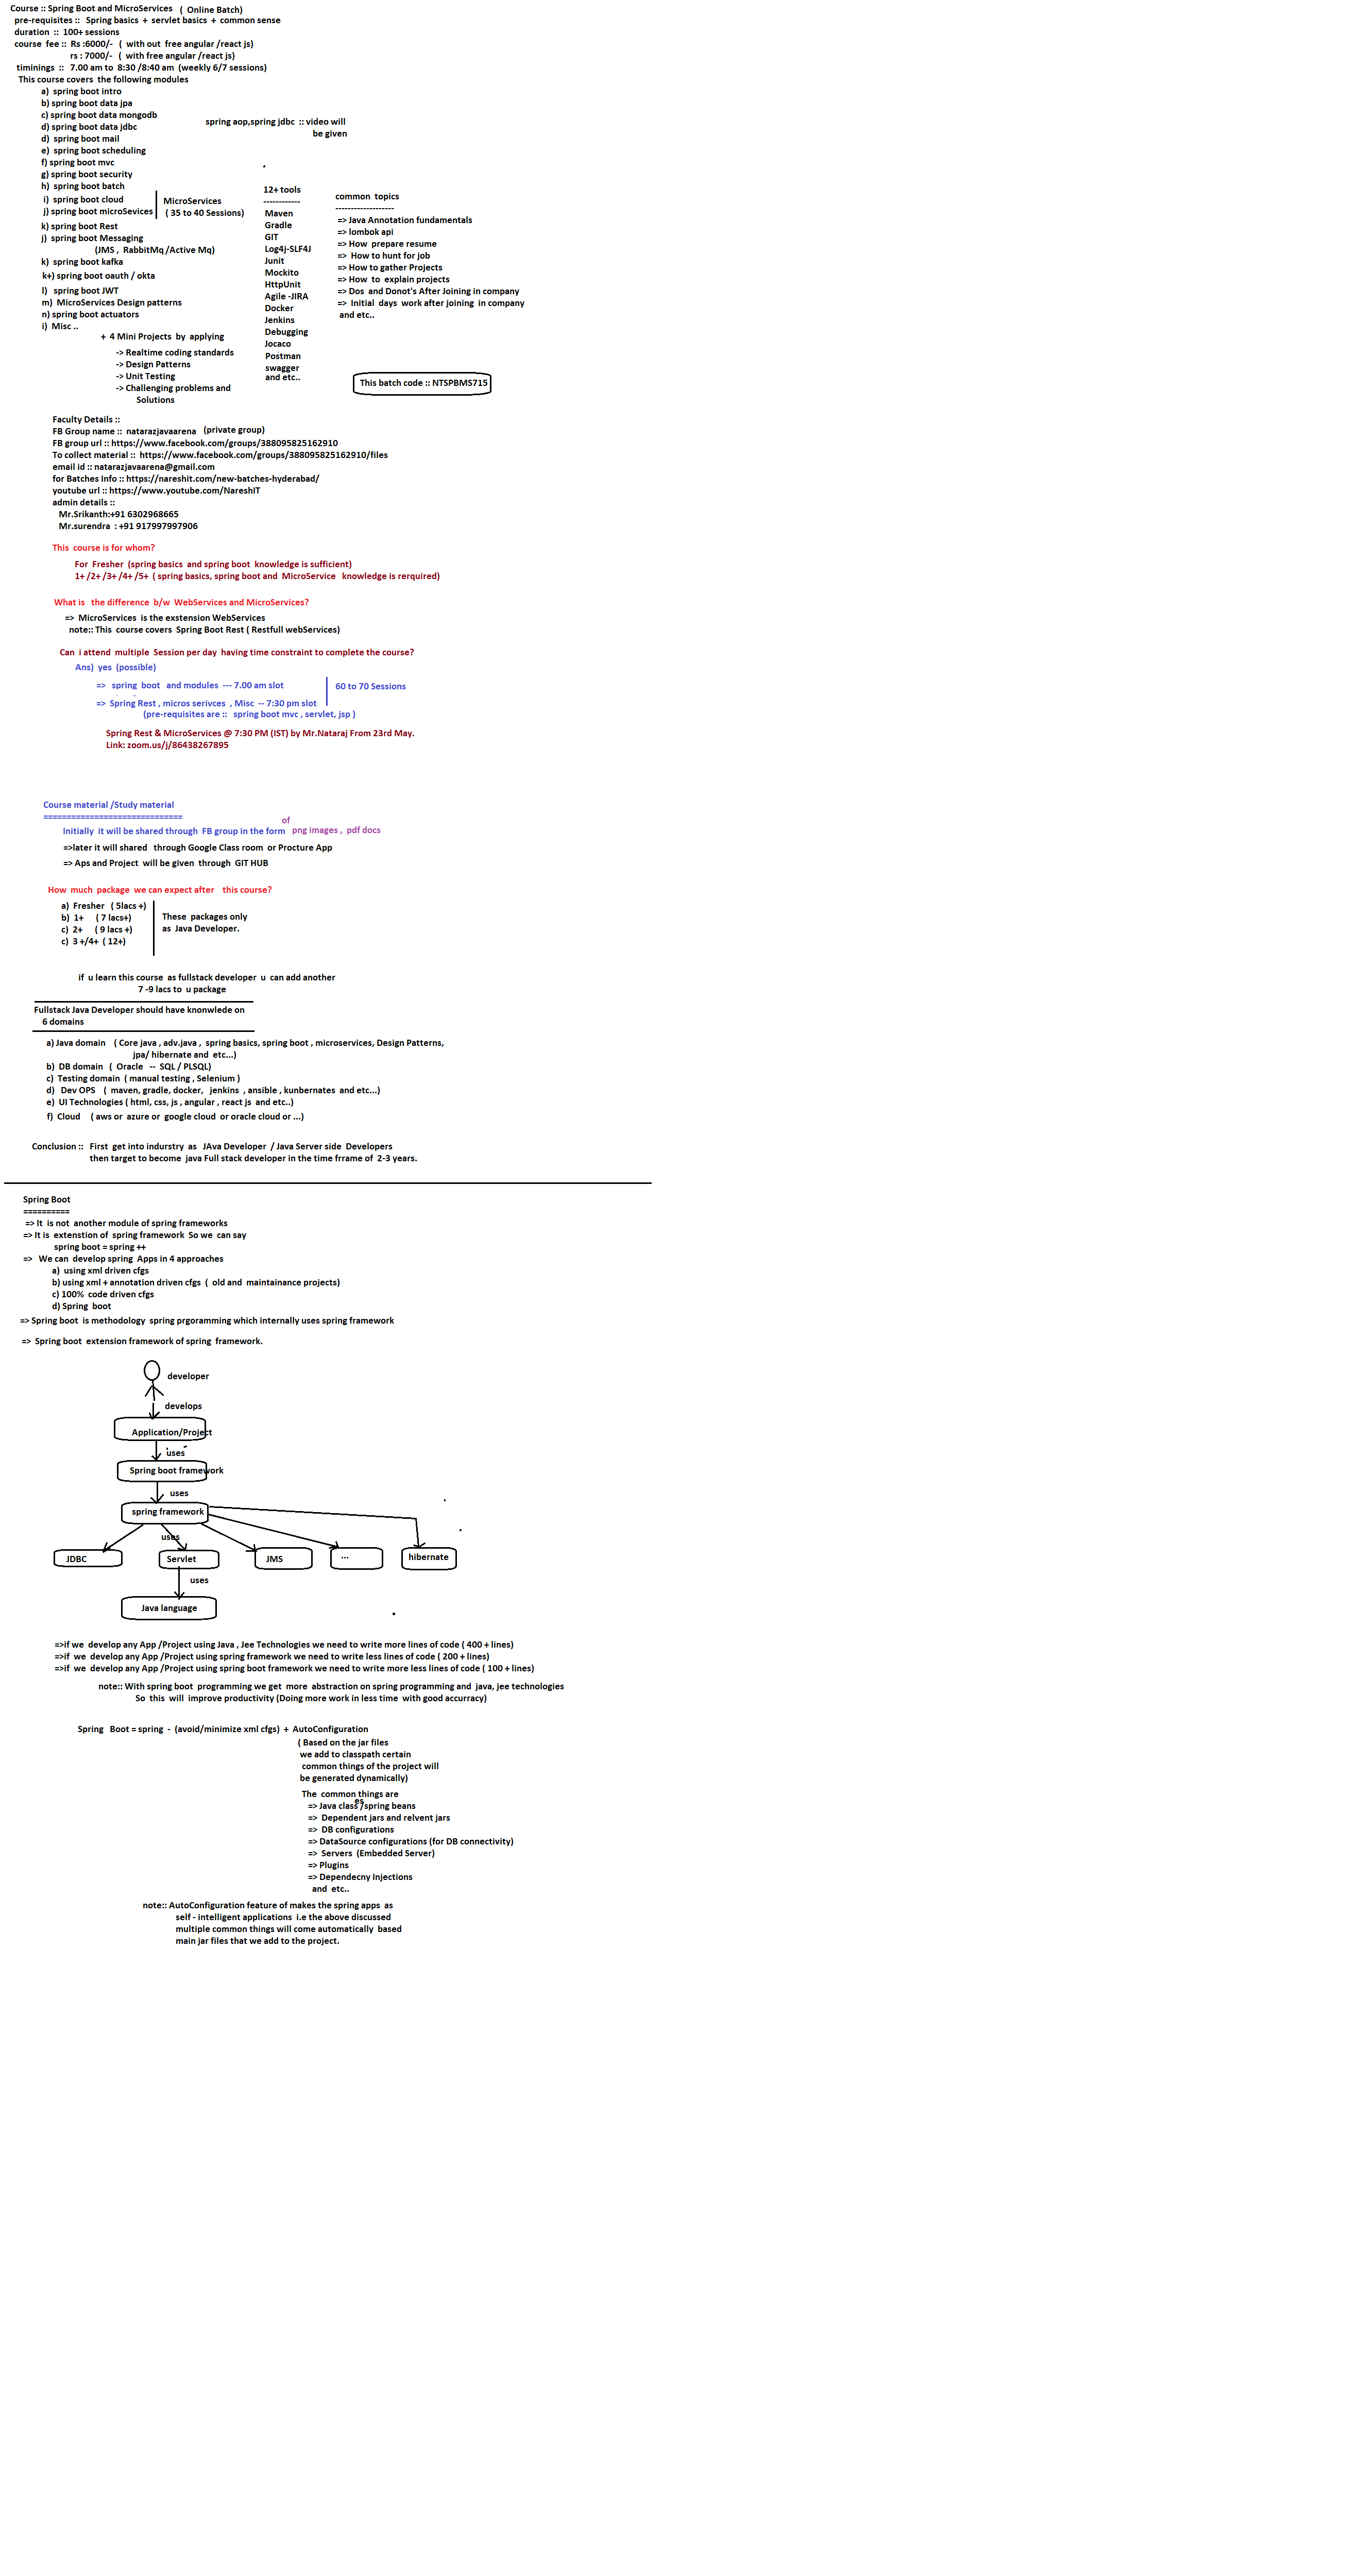 Course :: Spring Boot and MicroServices ( Online Batch)
pre-requisites :: Spring basics + servlet basics + common sense
duration :: 100+ sessions
course fee :: Rs :6000/- ( with out free angular /react js)
rs : 7000/- ( with free angular /react js)
timinings :: 7.00 am to 8:30 /8:40 am (weekly 6/7 sessions)
This course covers the following modules
a) spring boot intro
b) spring boot data jpa
c) spring boot data mongodb
d) spring boot data jdbc
d) spring boot mail
e) spring boot scheduling
f) spring boot mvc
g) spring boot security
h) spring boot batch
i) spring boot cloud
j) spring boot microSevices
MicroServices
( 35 to 40 Sessions)
k) spring boot Rest
j) spring boot Messaging
(JMS , RabbitMq /Active Mq)
k) spring boot kafka
k+) spring boot oauth / okta
l) spring boot JWT
m) MicroServices Design patterns
n) spring boot actuators
i) Misc ..
+ 4 Mini Projects by applying
-> Realtime coding standards
-> Design Patterns
-> Unit Testing
-> Challenging problems and
Solutions
spring aop,spring jdbc :: video will
be given
12+ tools
------------
Maven
Gradle
GIT
Log4j-SLF4J
Junit
Mockito
HttpUnit
Agile -JIRA
Docker
Jenkins
Debugging
Jocaco
Postman
swagger
and etc..
common topics
-------------------
=> Java Annotation fundamentals
=> lombok api
=> How prepare resume
=> How to hunt for job
=> How to gather Projects
=> How to explain projects
=> Dos and Donot's After Joining in company
=> Initial days work after joining in company
and etc..
This batch code :: NTSPBMS715
Faculty Details ::
FB Group name :: natarazjavaarena (private group)
FB group url :: https://www.facebook.com/groups/388095825162910
To collect material :: https://www.facebook.com/groups/388095825162910/files
email id :: natarazjavaarena@gmail.com
for Batches Info :: https://nareshit.com/new-batches-hyderabad/
youtube url :: https://www.youtube.com/NareshIT
admin details ::
Mr.Srikanth:+91 6302968665
Mr.surendra : +91 917997997906
This course is for whom?
For Fresher (spring basics and spring boot knowledge is sufficient)
1+ /2+ /3+ /4+ /5+ ( spring basics, spring boot and MicroService knowledge is rerquired)
What is the difference b/w WebServices and MicroServices?
=> MicroServices is the exstension WebServices
note:: This course covers Spring Boot Rest ( Restfull webServices)
Can i attend multiple Session per day having time constraint to complete the course?
Ans) yes (possible)
=> spring boot and modules --- 7.00 am slot
=> Spring Rest , micros serivces , Misc -- 7:30 pm slot
(pre-requisites are :: spring boot mvc , servlet, jsp )
60 to 70 Sessions
Spring Rest & MicroServices @ 7:30 PM (IST) by Mr.Nataraj From 23rd May.
Link: zoom.us/j/86438267895
Course material /Study material
==============================
Initially it will be shared through FB group in the form of png images , pdf docs
=>later it will shared through Google Class room or Procture App
=> Aps and Project will be given through GIT HUB
How much package we can expect after this course?
a) Fresher ( 5lacs +)
b) 1+ ( 7 lacs+)
c) 2+ ( 9 lacs +)
c) 3 +/4+ ( 12+)
These packages only
as Java Developer.
if u learn this course as fullstack developer u can add another
7 -9 lacs to u package
Fullstack Java Developer should have knonwlede on
6 domains
a) Java domain ( Core java , adv.java , spring basics, spring boot , microservices, Design Patterns,
jpa/ hibernate and etc...)
b) DB domain ( Oracle -- SQL / PLSQL)
c) Testing domain ( manual testing , Selenium )
d) Dev OPS ( maven, gradle, docker, jenkins , ansible , kunbernates and etc...)
e) UI Technologies ( html, css, js , angular , react js and etc..)
f) Cloud ( aws or azure or google cloud or oracle cloud or ...)
Conclusion :: First get into indurstry as JAva Developer / Java Server side Developers
then target to become java Full stack developer in the time frrame of 2-3 years.
Spring Boot
==========
=> It is not another module of spring frameworks
=> It is extenstion of spring framework So we can say
spring boot = spring ++
=> We can develop spring Apps in 4 approaches
a) using xml driven cfgs
b) using xml + annotation driven cfgs ( old and maintainance projects)
c) 100% code driven cfgs
d) Spring boot
=> Spring boot is methodology spring prgoramming which internally uses spring framework
=> Spring boot extension framework of spring framework.
developer
develops
Application/Project
uses
Spring boot framework
uses
spring framework
uses
JDBC
Servlet
JMS
...
hibernate
uses
Java language
=>if we develop any App /Project using Java , Jee Technologies we need to write more lines of code ( 400 + lines)
=>if we develop any App /Project using spring framework we need to write less lines of code ( 200 + lines)
=>if we develop any App /Project using spring boot framework we need to write more less lines of code ( 100 + lines)
note:: With spring boot programming we get more abstraction on spring programming and java, jee technologies
So this will improve productivity (Doing more work in less time with good accurracy)
Spring Boot = spring - (avoid/minimize xml cfgs) + AutoConfiguration
( Based on the jar files
we add to classpath certain
common things of the project will
be generated dynamically)
The common things are
=> Java classes /spring beans
=> Dependent jars and relvent jars
=> DB configurations
=> DataSource configurations (for DB connectivity)
=> Servers (Embedded Server)
=> Plugins
=> Dependecny Injections
and etc..
note:: AutoConfiguration feature of makes the spring apps as
self - intelligent applications i.e the above discussed
multiple common things will come automatically based
main jar files that we add to the project.